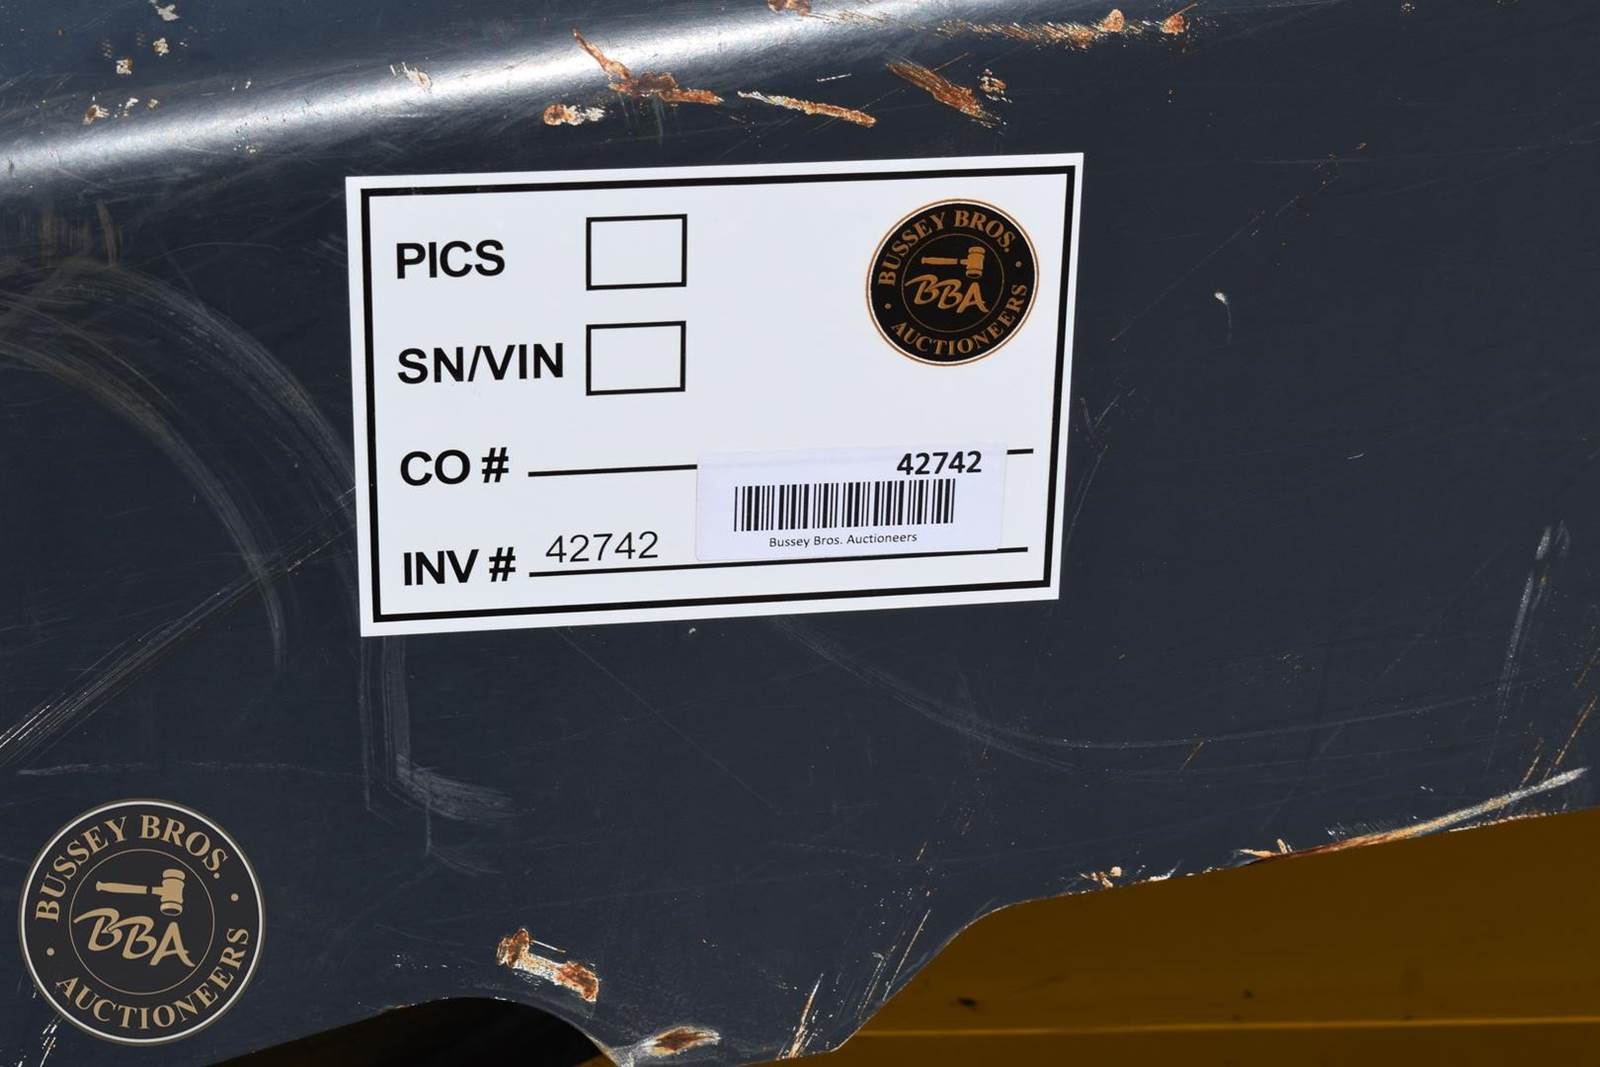 PICS
BUSSEY BROS.
BBA
AUCTIONEERS
SN/VIN
CO #
42742
Bussey Bros. Auctioneers
INV # 42742
BUSSEY BROS.
BBA
AUCTIONEERS